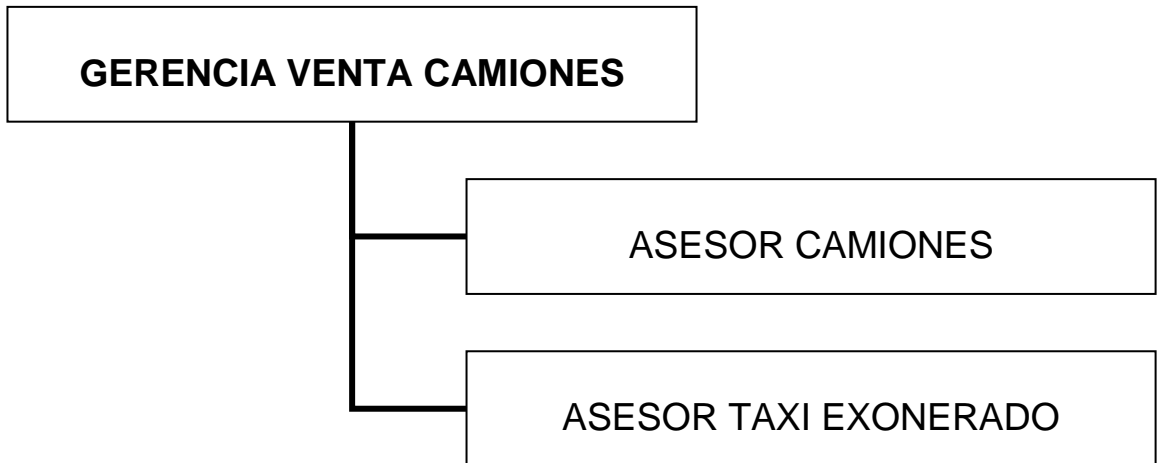 GERENCIA VENTA CAMIONES
ASESOR CAMIONES
ASESOR TAXI EXONERADO